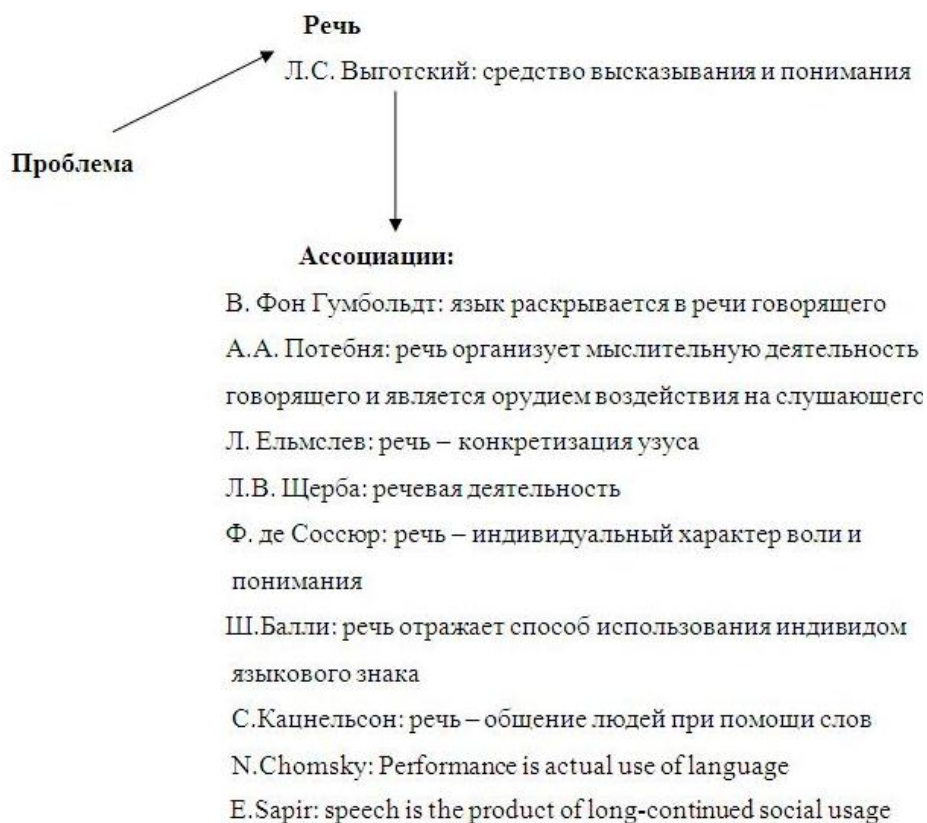 Речь
Л.С. Выготский: средство высказывания и понимания
Проблема
Ассоциации:
В. Фон Гумбольдт: язык раскрывается в речи говорящего
А.А. Потебня: речь организует мыслительную деятельность
говорящего и является орудием воздействия на слушающего
Л. Ельмслев: речь – конкретизация узуса
Л.В. Щерба: речевая деятельность
Ф. де Соссюр: речь – индивидуальный характер воли и
понимания
Ш.Балли: речь отражает способ использования индивидом
языкового знака
С.Кацнельсон: речь – общение людей при помощи слов
N.Chomsky: Performance is actual use of language
E.Sapir: speech is the product of long-continued social usage